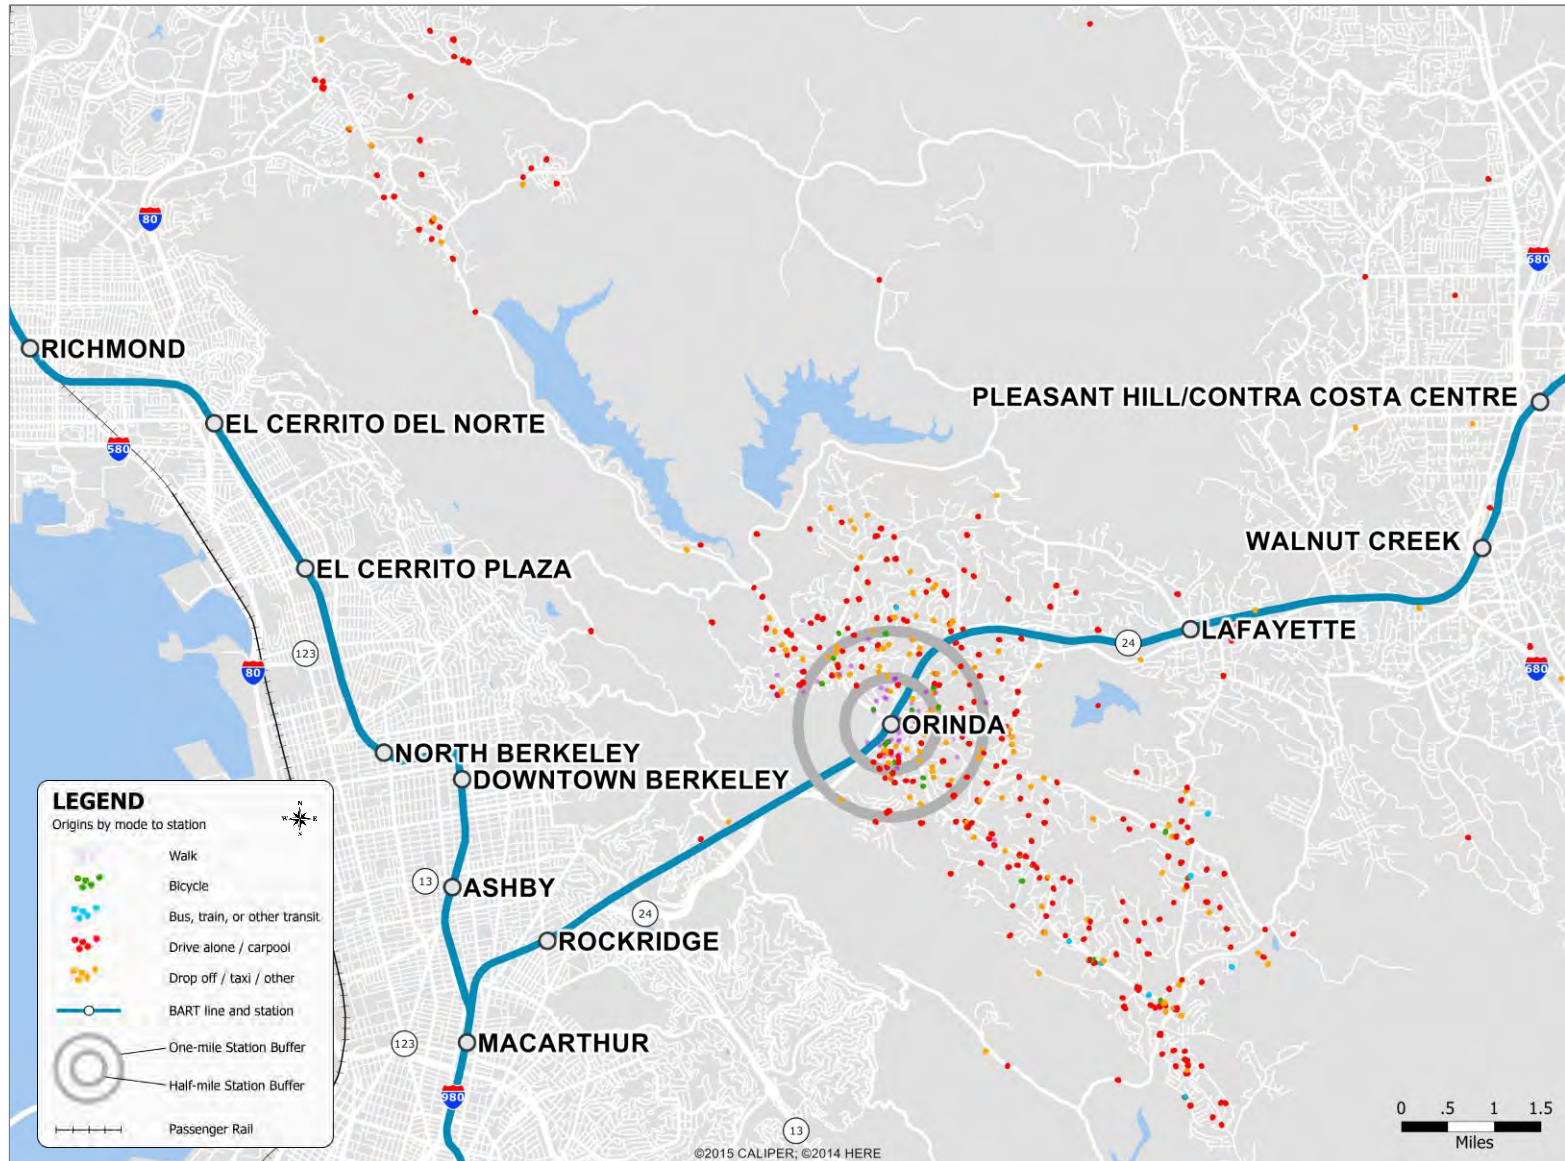 80
680
RICHMOND
PLEASANT HILL/CONTRA COSTA CENTRE
EL CERRITO DEL NORTE
580
WALNUT CREEK
EL CERRITO PLAZA
LAFAYETTE
24
123
80
680
ORINDA
NORTH BERKELEY
DOWNTOWN BERKELEY
13
ASHBY
24
ROCKRIDGE
123
MACARTHUR
980
13
LEGEND
Origins by mode to station
N
W E
S
Walk
Bicycle
Bus, train, or other transit
Drive alone / carpool
Drop off / taxi / other
BART line and station
One-mile Station Buffer
Half-mile Station Buffer
Passenger Rail
0 .5 1 1.5
Miles
©2015 CALIPER; ©2014 HERE